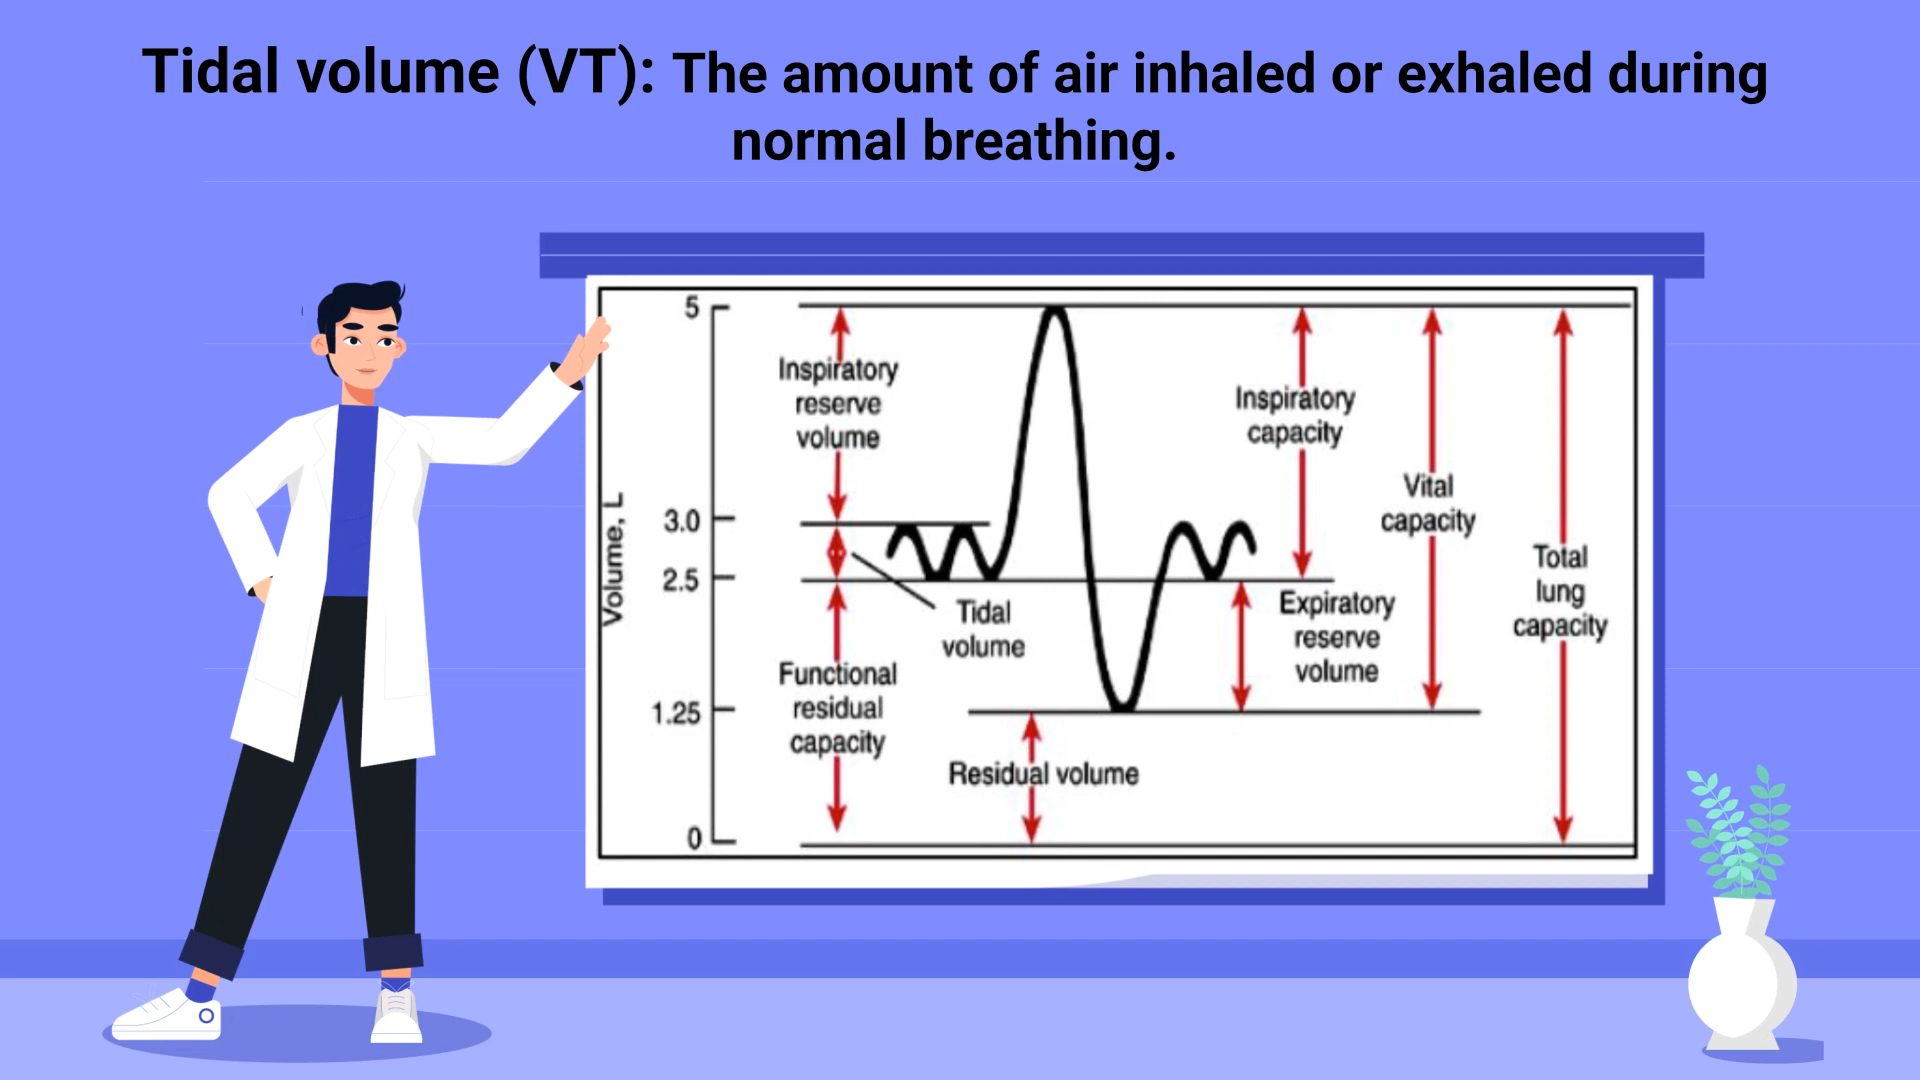 Tidal volume (VT): The amount of air inhaled or exhaled during
normal breathing.
Volume, L
5
3.0
2.5
1.25
0
Inspiratory
reserve
volume
Tidal
volume
Functional
residual
capacity
Residual volume
Inspiratory
capacity
Expiratory
reserve
volume
Vital
capacity
Total
lung
capacity